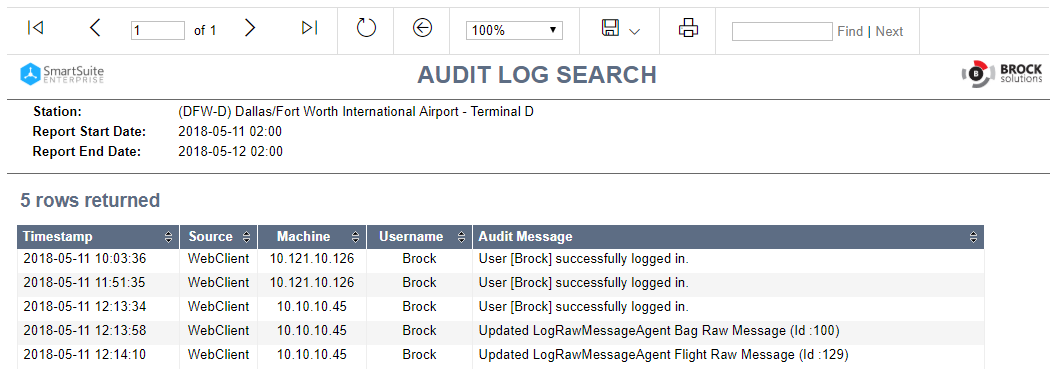 1 of 1 100% Find | Next
SmartSuite
ENTERPRISE
AUDIT LOG SEARCH
B BROCK
solutions
Station: (DFW-D) Dallas/Fort Worth International Airport - Terminal D
Report Start Date: 2018-05-11 02:00
Report End Date: 2018-05-12 02:00
5 rows returned
Timestamp Source Machine Username Audit Message
2018-05-11 10:03:36 WebClient 10.121.10.126 Brock User [Brock] successfully logged in.
2018-05-11 11:51:35 WebClient 10.121.10.126 Brock User [Brock] successfully logged in.
2018-05-11 12:13:34 WebClient 10.10.10.45 Brock User [Brock] successfully logged in.
2018-05-11 12:13:58 WebClient 10.10.10.45 Brock Updated LogRawMessageAgent Bag Raw Message (Id :100)
2018-05-11 12:14:10 WebClient 10.10.10.45 Brock Updated LogRawMessageAgent Flight Raw Message (Id :129)